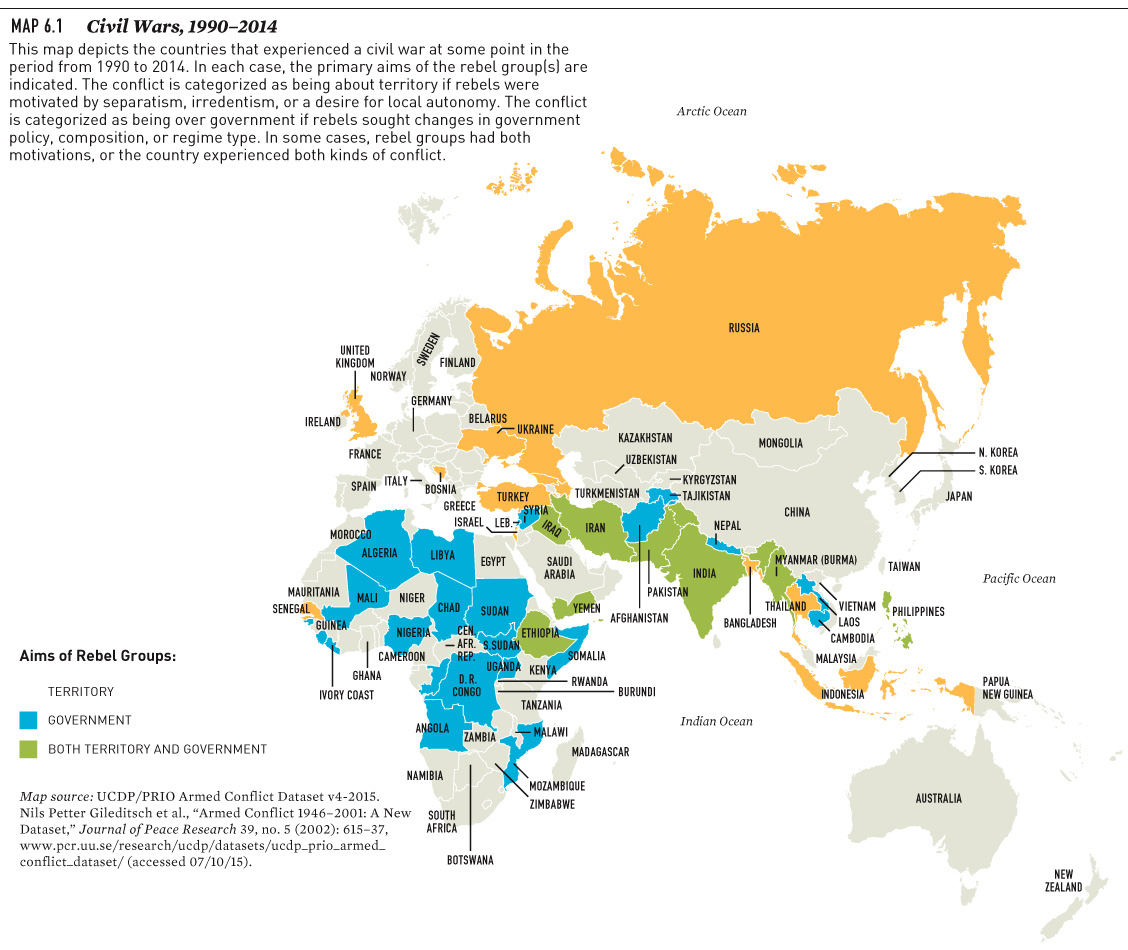 MAP 6.1 Civil Wars, 1990–2014
This map depicts the countries that experienced a civil war at some point in the
period from 1990 to 2014. In each case, the primary aims of the rebel group(s) are
indicated. The conflict is categorized as being about territory if rebels were
motivated by separatism, irredentism, or a desire for local autonomy. The conflict
is categorized as being over government if rebels sought changes in government
policy, composition, or regime type. In some cases, rebel groups had both
motivations, or the country experienced both kinds of conflict.
Arctic Ocean
RUSSIA
UNITED
KINGDOM
NORWAY
SWEDEN
FINLAND
GERMANY
IRELAND
BELARUS
UKRAINE
FRANCE
KAZAKHSTAN
MONGOLIA
UZBEKISTAN
N. KOREA
S. KOREA
SPAIN
ITALY
BOSNIA
KYRGYZSTAN
TURKMENISTAN
TAJIKISTAN
JAPAN
GREECE
TURKEY
SYRIA
ISRAEL
LEB.
IRAQ
IRAN
CHINA
NEPAL
MOROCCO
ALGERIA
LIBYA
EGYPT
SAUDI
ARABIA
INDIA
MYANMAR (BURMA)
TAIWAN
Pacific Ocean
MAURITANIA
MALI
NIGER
CHAD
SUDAN
YEMEN
PAKISTAN
AFGHANISTAN
BANGLADESH
THAILAND
VIETNAM
LAOS
CAMBODIA
PHILIPPINES
SENEGAL
GUINEA
NIGERIA
CEN.
AFR.
REP.
S.SUDAN
ETHIOPIA
SOMALIA
CAMEROON
GHANA
IVORY COAST
UGANDA
KENYA
D. R.
CONGO
RWANDA
BURUNDI
TANZANIA
MALAYSIA
INDONESIA
PAPUA
NEW GUINEA
Indian Ocean
ANGOLA
ZAMBIA
MALAWI
MADAGASCAR
NAMIBIA
MOZAMBIQUE
ZIMBABWE
SOUTH
AFRICA
BOTSWANA
AUSTRALIA
NEW
ZEALAND
Aims of Rebel Groups:
TERRITORY
GOVERNMENT
BOTH TERRITORY AND GOVERNMENT
Map source: UCDP/PRIO Armed Conflict Dataset v4-2015.
Nils Petter Gileditsch et al., “Armed Conflict 1946–2001: A New
Dataset,” Journal of Peace Research 39, no. 5 (2002): 615–37,
www.pcr.uu.se/research/ucdp/datasets/ucdp_prio_armed_
conflict_dataset/ (accessed 07/10/15).